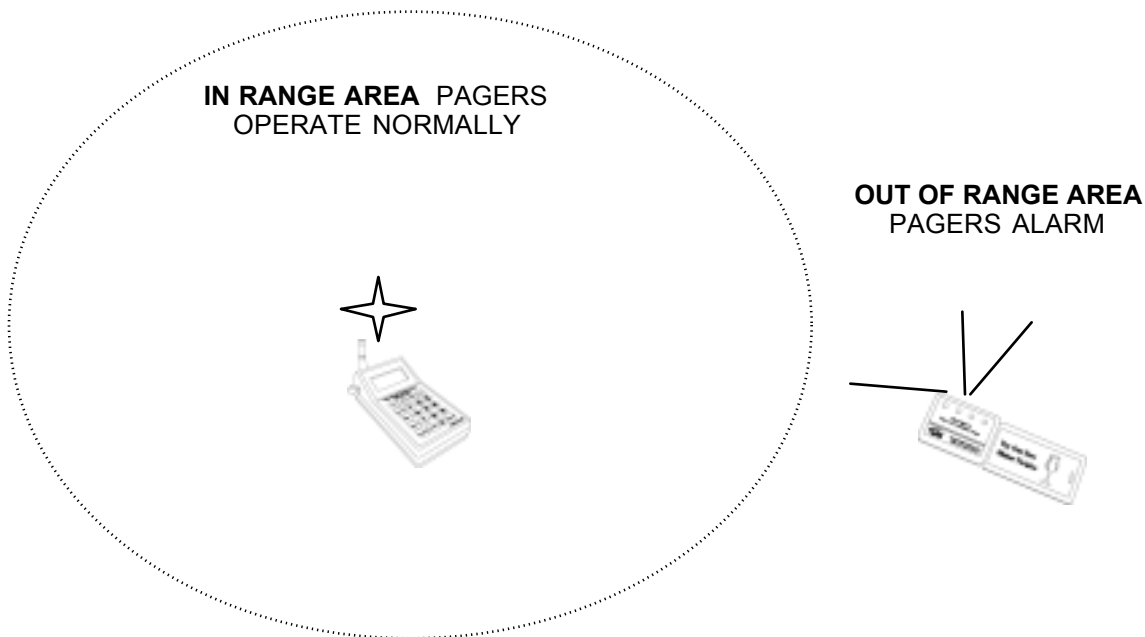 IN RANGE AREA PAGERS
OPERATE NORMALLY
OUT OF RANGE AREA
PAGERS ALARM